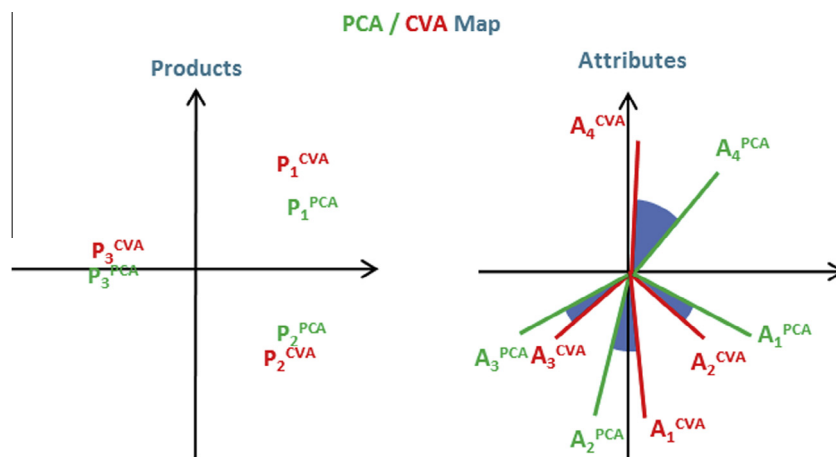 PCA / CVA Map
Products
Attributes
A₄ᶜⱽᴬ
A₄ᴾᶜᴬ
P₁ᶜⱽᴬ
P₁ᴾᶜᴬ
P₃ᶜⱽᴬ
P₃ᴾᶜᴬ
P₂ᴾᶜᴬ
P₂ᶜⱽᴬ
A₃ᴾᶜᴬ
A₃ᶜⱽᴬ
A₂ᶜⱽᴬ
A₁ᴾᶜᴬ
A₂ᴾᶜᴬ
A₁ᶜⱽᴬ